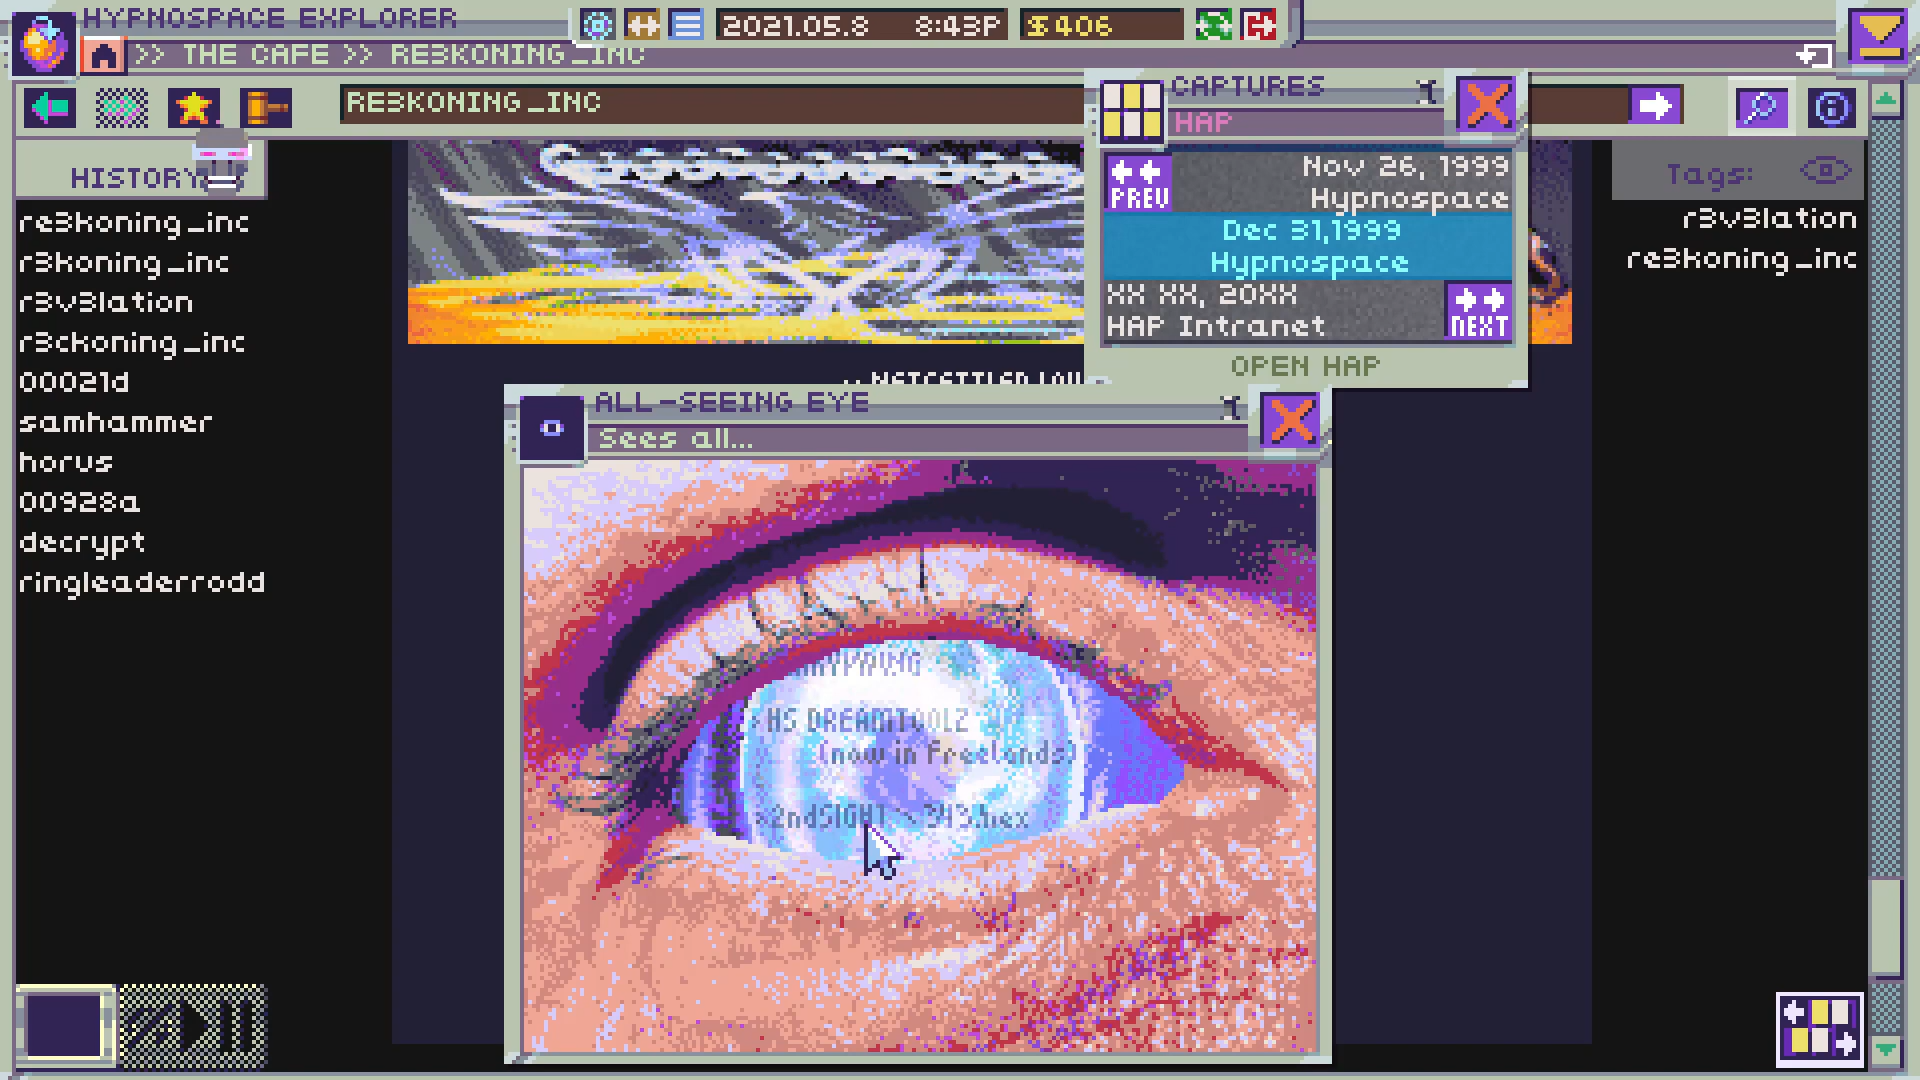 HYPNOSPACE EXPLORER
2021.05.8 8:43P $406
>> THE CAFE >> RE3KONING_INC
RE3KONING_INC
CAPTURES
HAP
PREV
Nov 26, 1999
Hypnospace
Dec 31,1999
Hypnospace
XX XX, 20XX
HAP Intranet
NEXT
OPEN HAP
HISTORY
re3koning_inc
r3koning_inc
r3v3lation
r3ckoning_inc
00021d
samhammer
horus
00928a
decrypt
ringleaderrodd
Tags:
r3v3lation
re3koning_inc
ALL-SEEING EYE
Sees all...
HS DREAMTOOLZ
(now in Freelands)
>2ndSIGHT < 343.hex